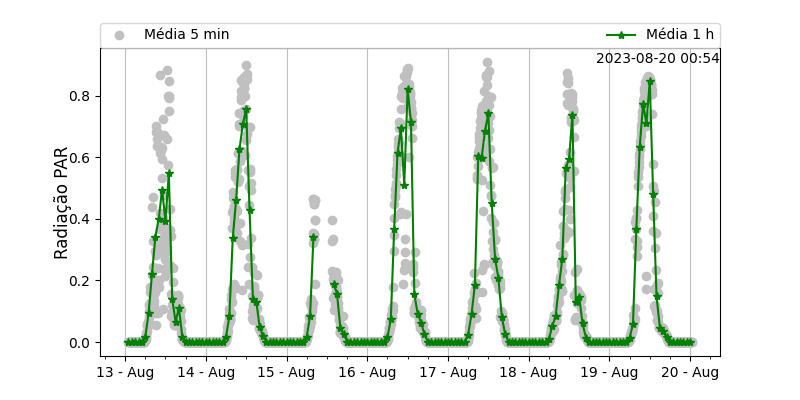 Média 5 min
Média 1 h
2023-08-20 00:54
Radiação PAR
0.8
0.6
0.4
0.2
0.0
13 - Aug
14 - Aug
15 - Aug
16 - Aug
17 - Aug
18 - Aug
19 - Aug
20 - Aug